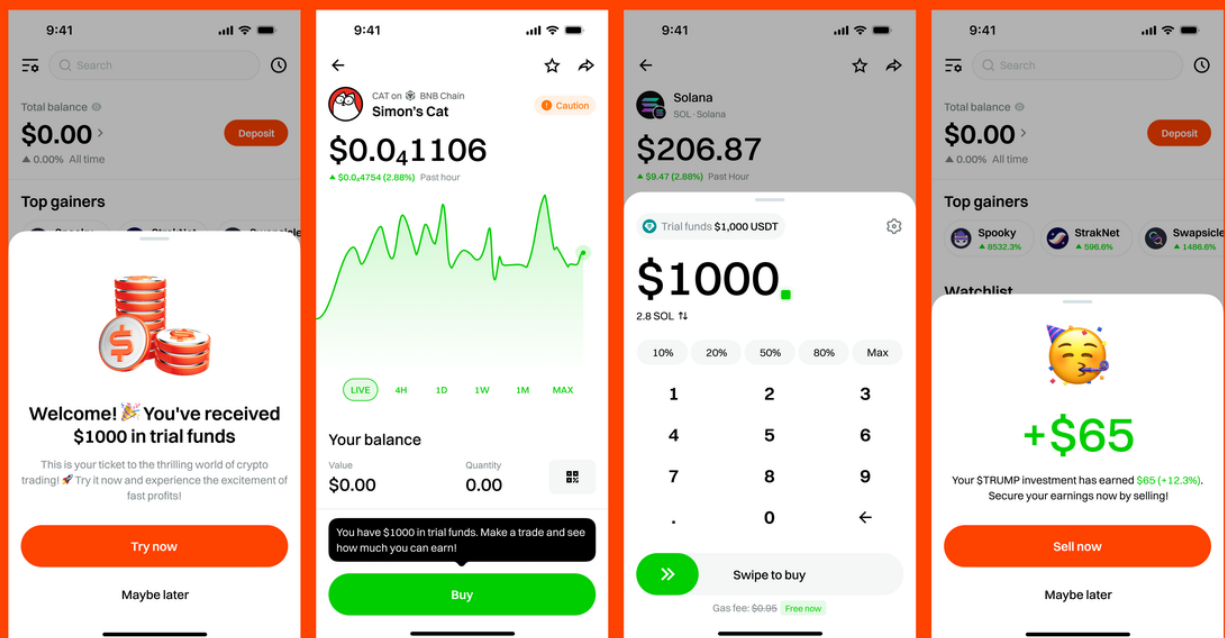 9:41
Search
Total balance
$0.00 >
▲ 0.00% All time
Deposit
Top gainers
Welcome! 🎉 You've received
$1000 in trial funds
This is your ticket to the thrilling world of crypto
trading! 🚀 Try it now and experience the excitement of
fast profits!
Try now
Maybe later
9:41
CAT on BNB Chain
Simon's Cat
Caution
$0.0₄1106
▲ $0.0₄4754 (2.88%) Past hour
LIVE 4H 1D 1W 1M MAX
Your balance
Value Quantity
$0.00 0.00
You have $1000 in trial funds. Make a trade and see
how much you can earn!
Buy
9:41
Solana
SOL · Solana
$206.87
▲ $9.47 (2.88%) Past Hour
Trial funds $1,000 USDT
$1000.
2.8 SOL ⇅
10% 20% 50% 80% Max
1 2 3
4 5 6
7 8 9
. 0 ←
Swipe to buy
Gas fee: $0.95 Free now
9:41
Search
Total balance
$0.00 >
▲ 0.00% All time
Deposit
Top gainers
Spooky StrakNet Swapsicle
▲ 8532.3% ▲ 596.6% ▲ 1486.6%
Watchlist
+$65
Your $TRUMP investment has earned $65 (+12.3%).
Secure your earnings now by selling!
Sell now
Maybe later